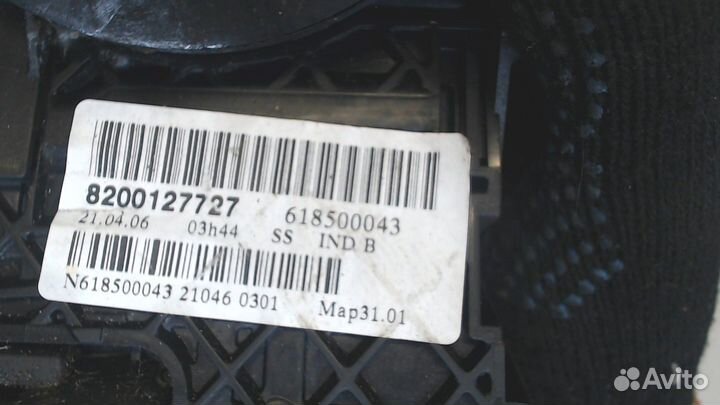 8200127727 618500043
21.04.06 03h44 SS IND B
N618500043 21046 0301 Map31.01
Avito